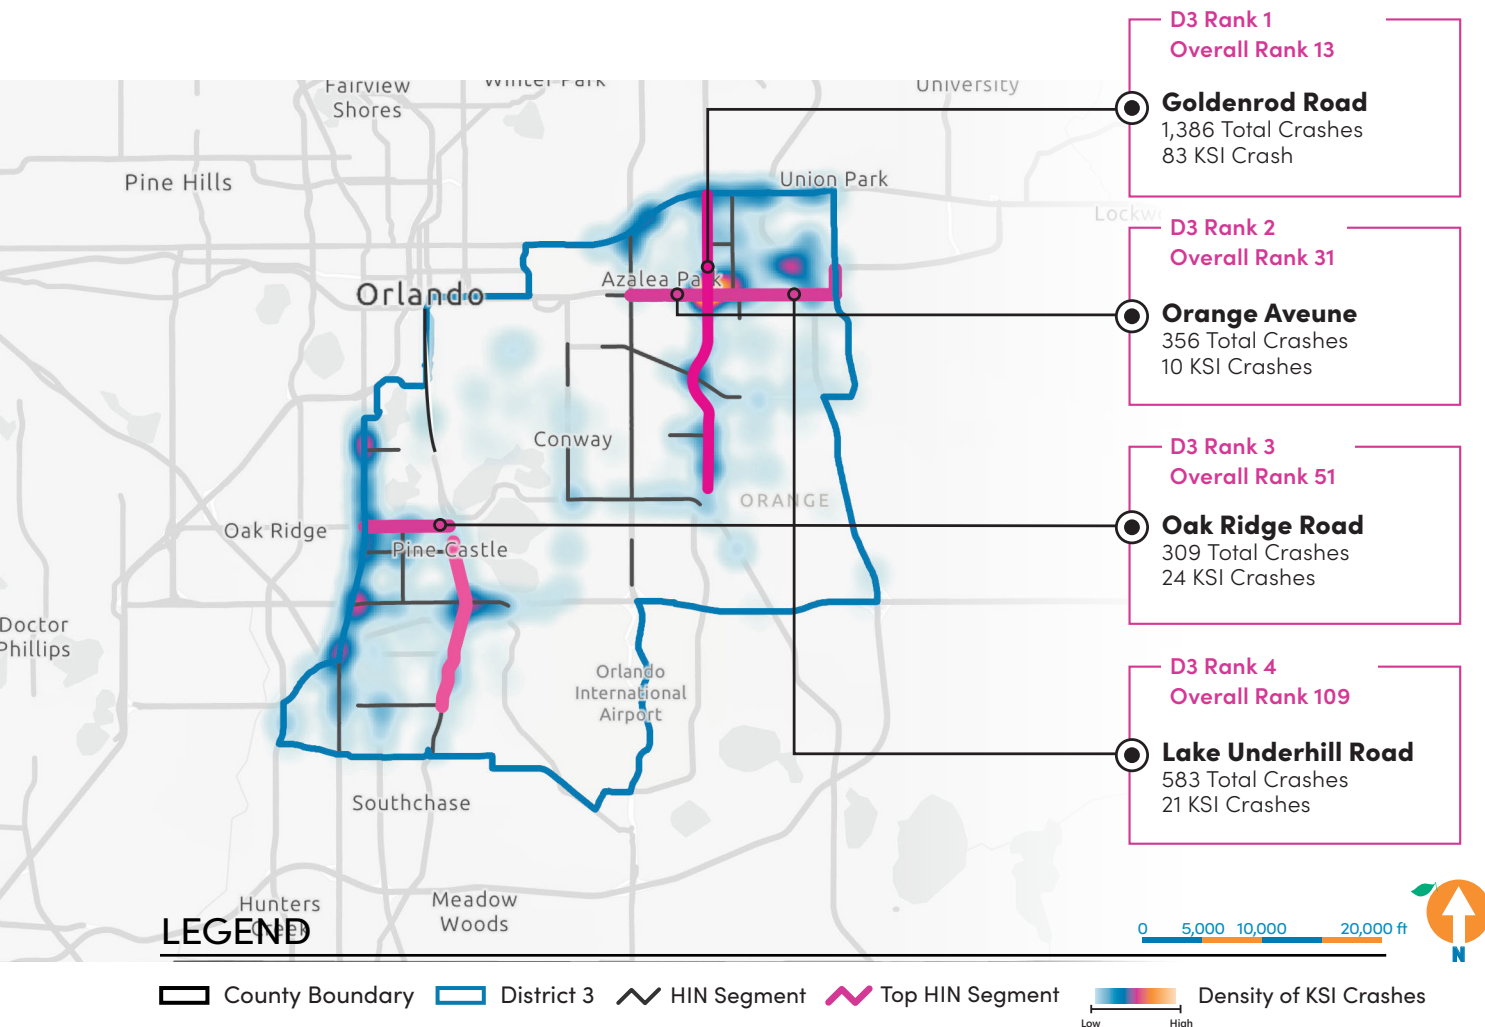 D3 Rank 1
Overall Rank 13
Goldenrod Road
1,386 Total Crashes
83 KSI Crash
D3 Rank 2
Overall Rank 31
Orange Aveune
356 Total Crashes
10 KSI Crashes
D3 Rank 3
Overall Rank 51
Oak Ridge Road
309 Total Crashes
24 KSI Crashes
D3 Rank 4
Overall Rank 109
Lake Underhill Road
583 Total Crashes
21 KSI Crashes
Fairview
Shores
Winter Park
University
Pine Hills
Union Park
Azalea Park
Orlando
Conway
ORANGE
Oak Ridge
Pine Castle
Doctor
Phillips
Orlando
International
Airport
Southchase
Hunters
Creek
Meadow
Woods
0 5,000 10,000 20,000 ft
N
LEGEND
County Boundary
District 3
HIN Segment
Top HIN Segment
Density of KSI Crashes
Low High